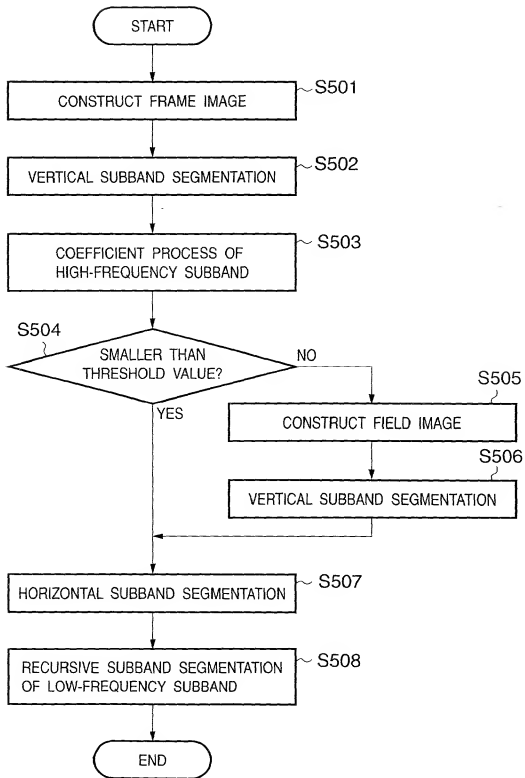 START
CONSTRUCT FRAME IMAGE
S501
VERTICAL SUBBAND SEGMENTATION
S502
COEFFICIENT PROCESS OF
HIGH-FREQUENCY SUBBAND
S503
S504
SMALLER THAN
THRESHOLD VALUE?
NO
YES
S505
CONSTRUCT FIELD IMAGE
S506
VERTICAL SUBBAND SEGMENTATION
HORIZONTAL SUBBAND SEGMENTATION
S507
RECURSIVE SUBBAND SEGMENTATION
OF LOW-FREQUENCY SUBBAND
S508
END